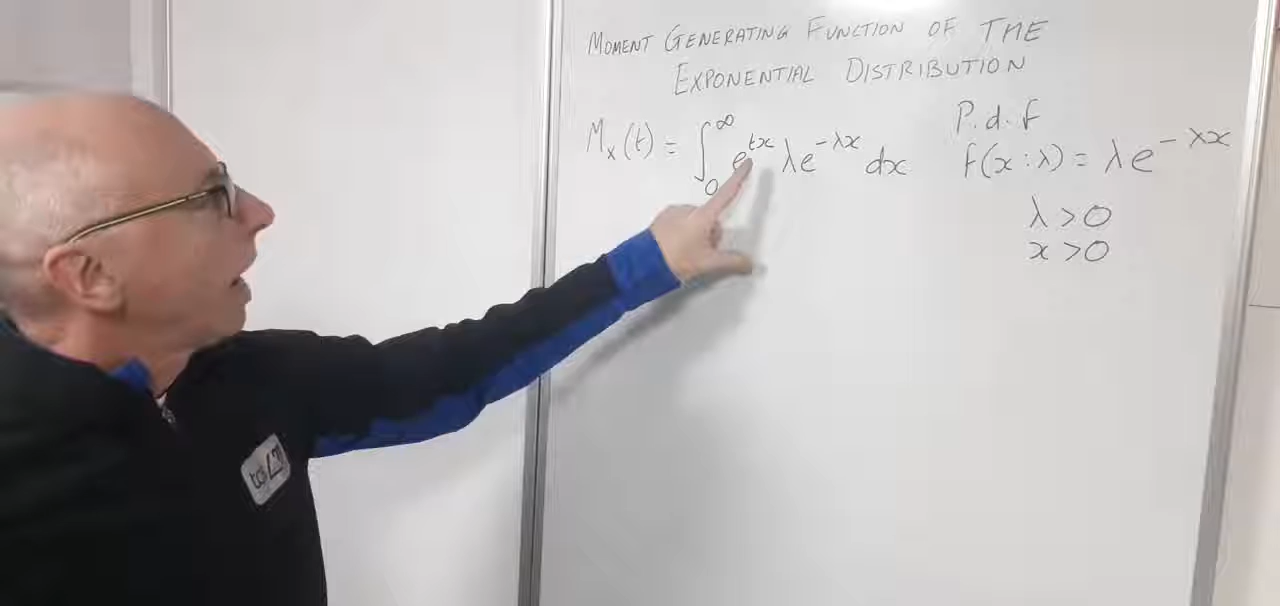 MOMENT GENERATING FUNCTION OF THE
EXPONENTIAL DISTRIBUTION
Mₓ(t) = ∫₀^∞ e^{tx} λe^{-λx} dx
P.d.f
f(x:λ) = λe^{-λx}
λ>0
x>0